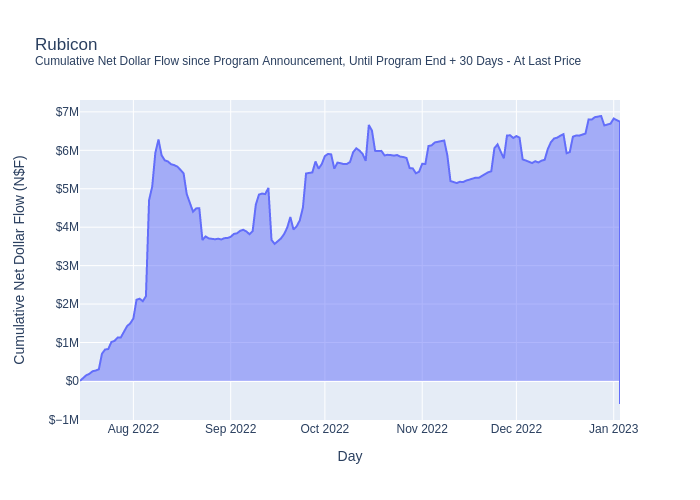 Rubicon
Cumulative Net Dollar Flow since Program Announcement, Until Program End + 30 Days - At Last Price
Cumulative Net Dollar Flow (N$F)
$7M
$6M
$5M
$4M
$3M
$2M
$1M
$0
$−1M
Aug 2022
Sep 2022
Oct 2022
Nov 2022
Dec 2022
Jan 2023
Day